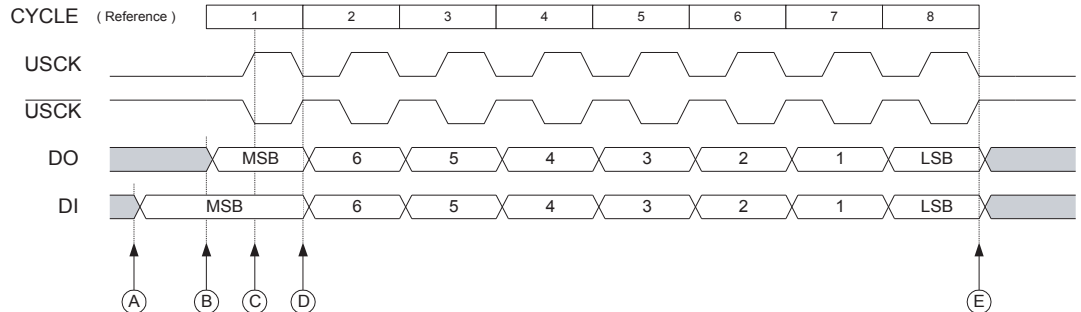 CYCLE ( Reference ) 1 2 3 4 5 6 7 8
USCK
USCK
DO MSB 6 5 4 3 2 1 LSB
DI MSB 6 5 4 3 2 1 LSB
A B C D E